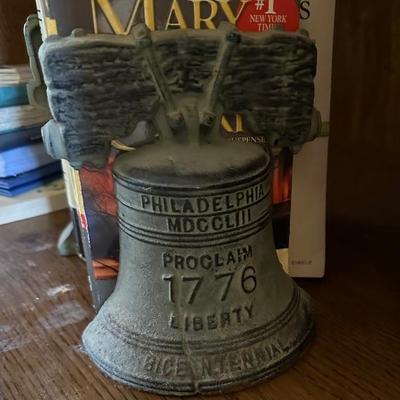 MARY
#1
NEW YORK
TIMES
PHILADELPHIA
MDCCLIII
PROCLAIM
1776
LIBERTY
BICENTENNIAL